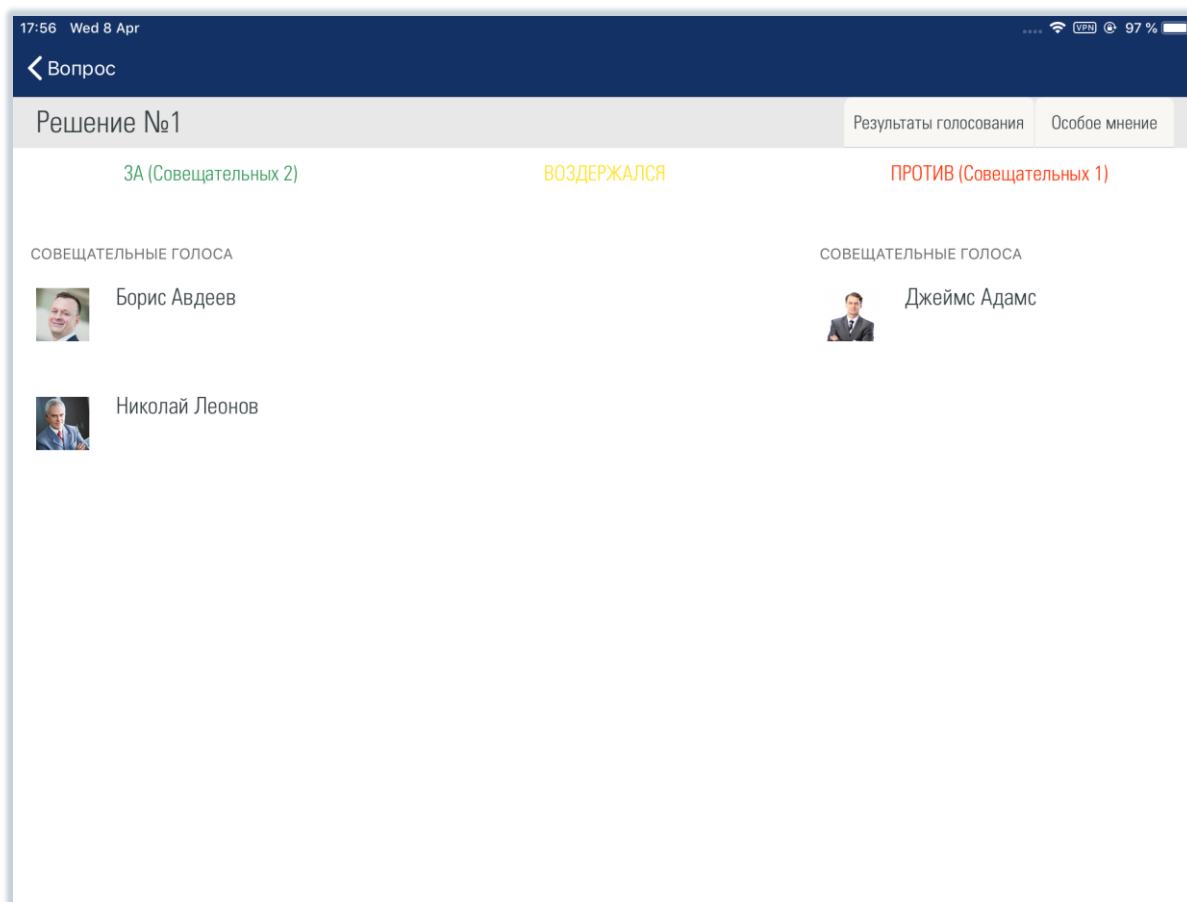 17:56 Wed 8 Apr VPN 97 %
Вопрос
Решение №1 Результаты голосования Особое мнение
ЗА (Совещательных 2) ВОЗДЕРЖАЛСЯ ПРОТИВ (Совещательных 1)
СОВЕЩАТЕЛЬНЫЕ ГОЛОСА СОВЕЩАТЕЛЬНЫЕ ГОЛОСА
Борис Авдеев Джеймс Адамс
Николай Леонов